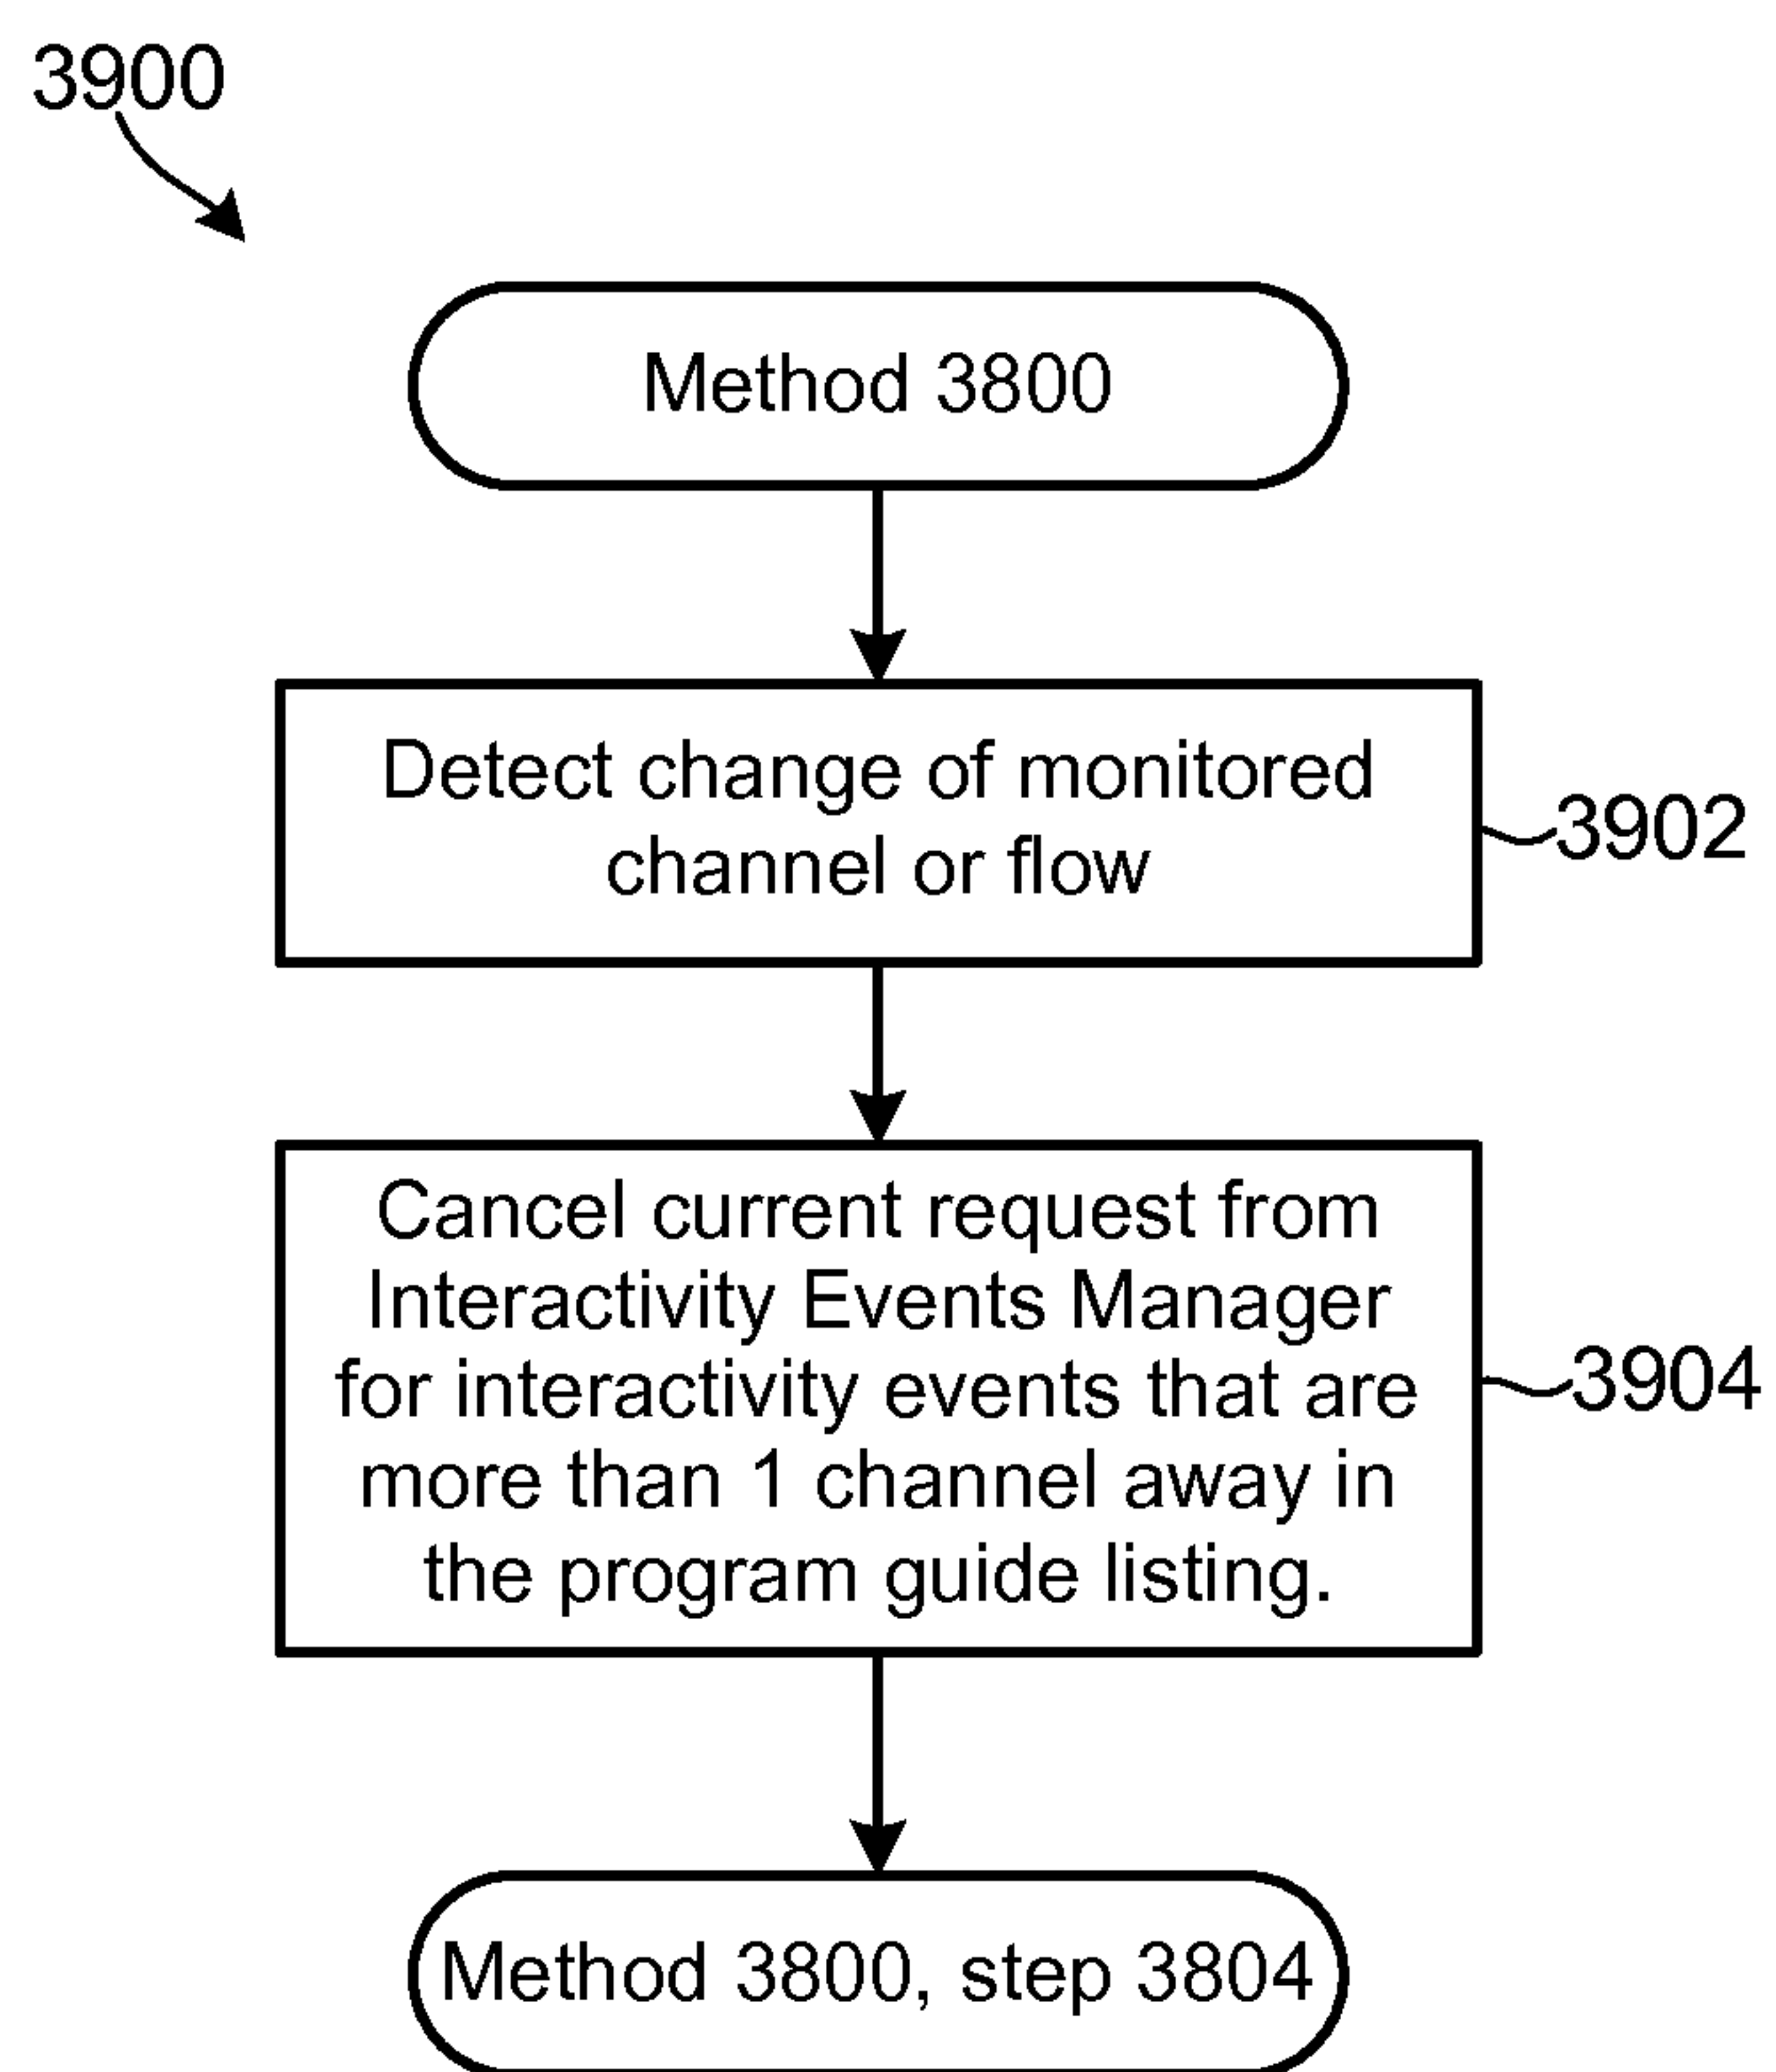 3900
Method 3800
Detect change of monitored
channel or flow
3902
Cancel current request from
Interactivity Events Manager
for interactivity events that are
more than 1 channel away in
the program guide listing.
3904
Method 3800, step 3804